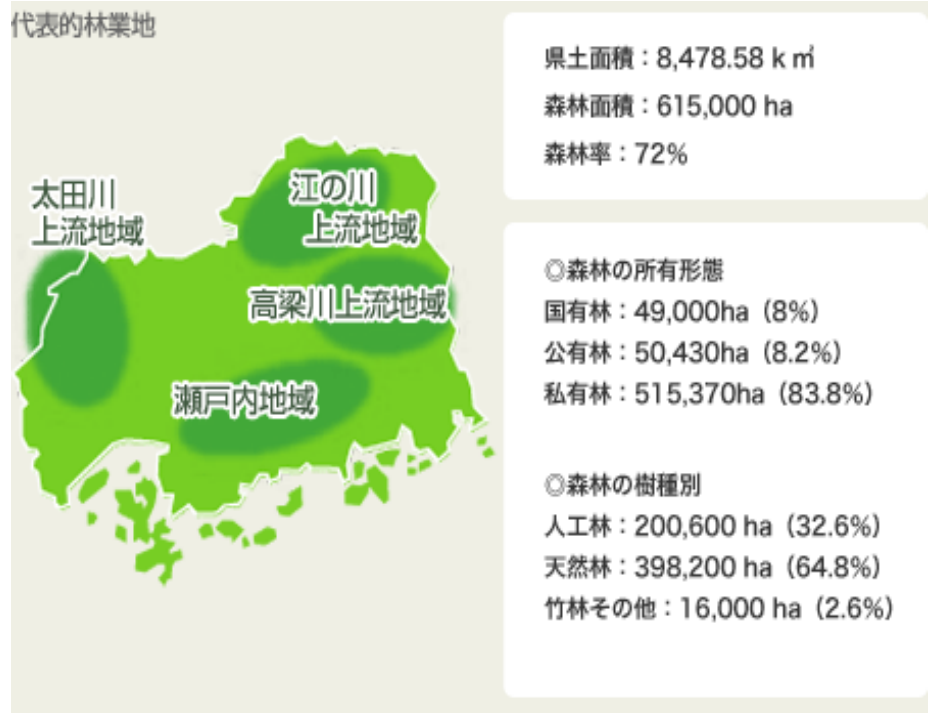 代表的林業地
太田川
上流地域
江の川
上流地域
高梁川上流地域
瀬戸内地域
県土面積：8,478.58 k㎡
森林面積：615,000 ha
森林率：72%
◎森林の所有形態
国有林：49,000ha（8%）
公有林：50,430ha（8.2%）
私有林：515,370ha（83.8%）
◎森林の樹種別
人工林：200,600 ha（32.6%）
天然林：398,200 ha（64.8%）
竹林その他：16,000 ha（2.6%）